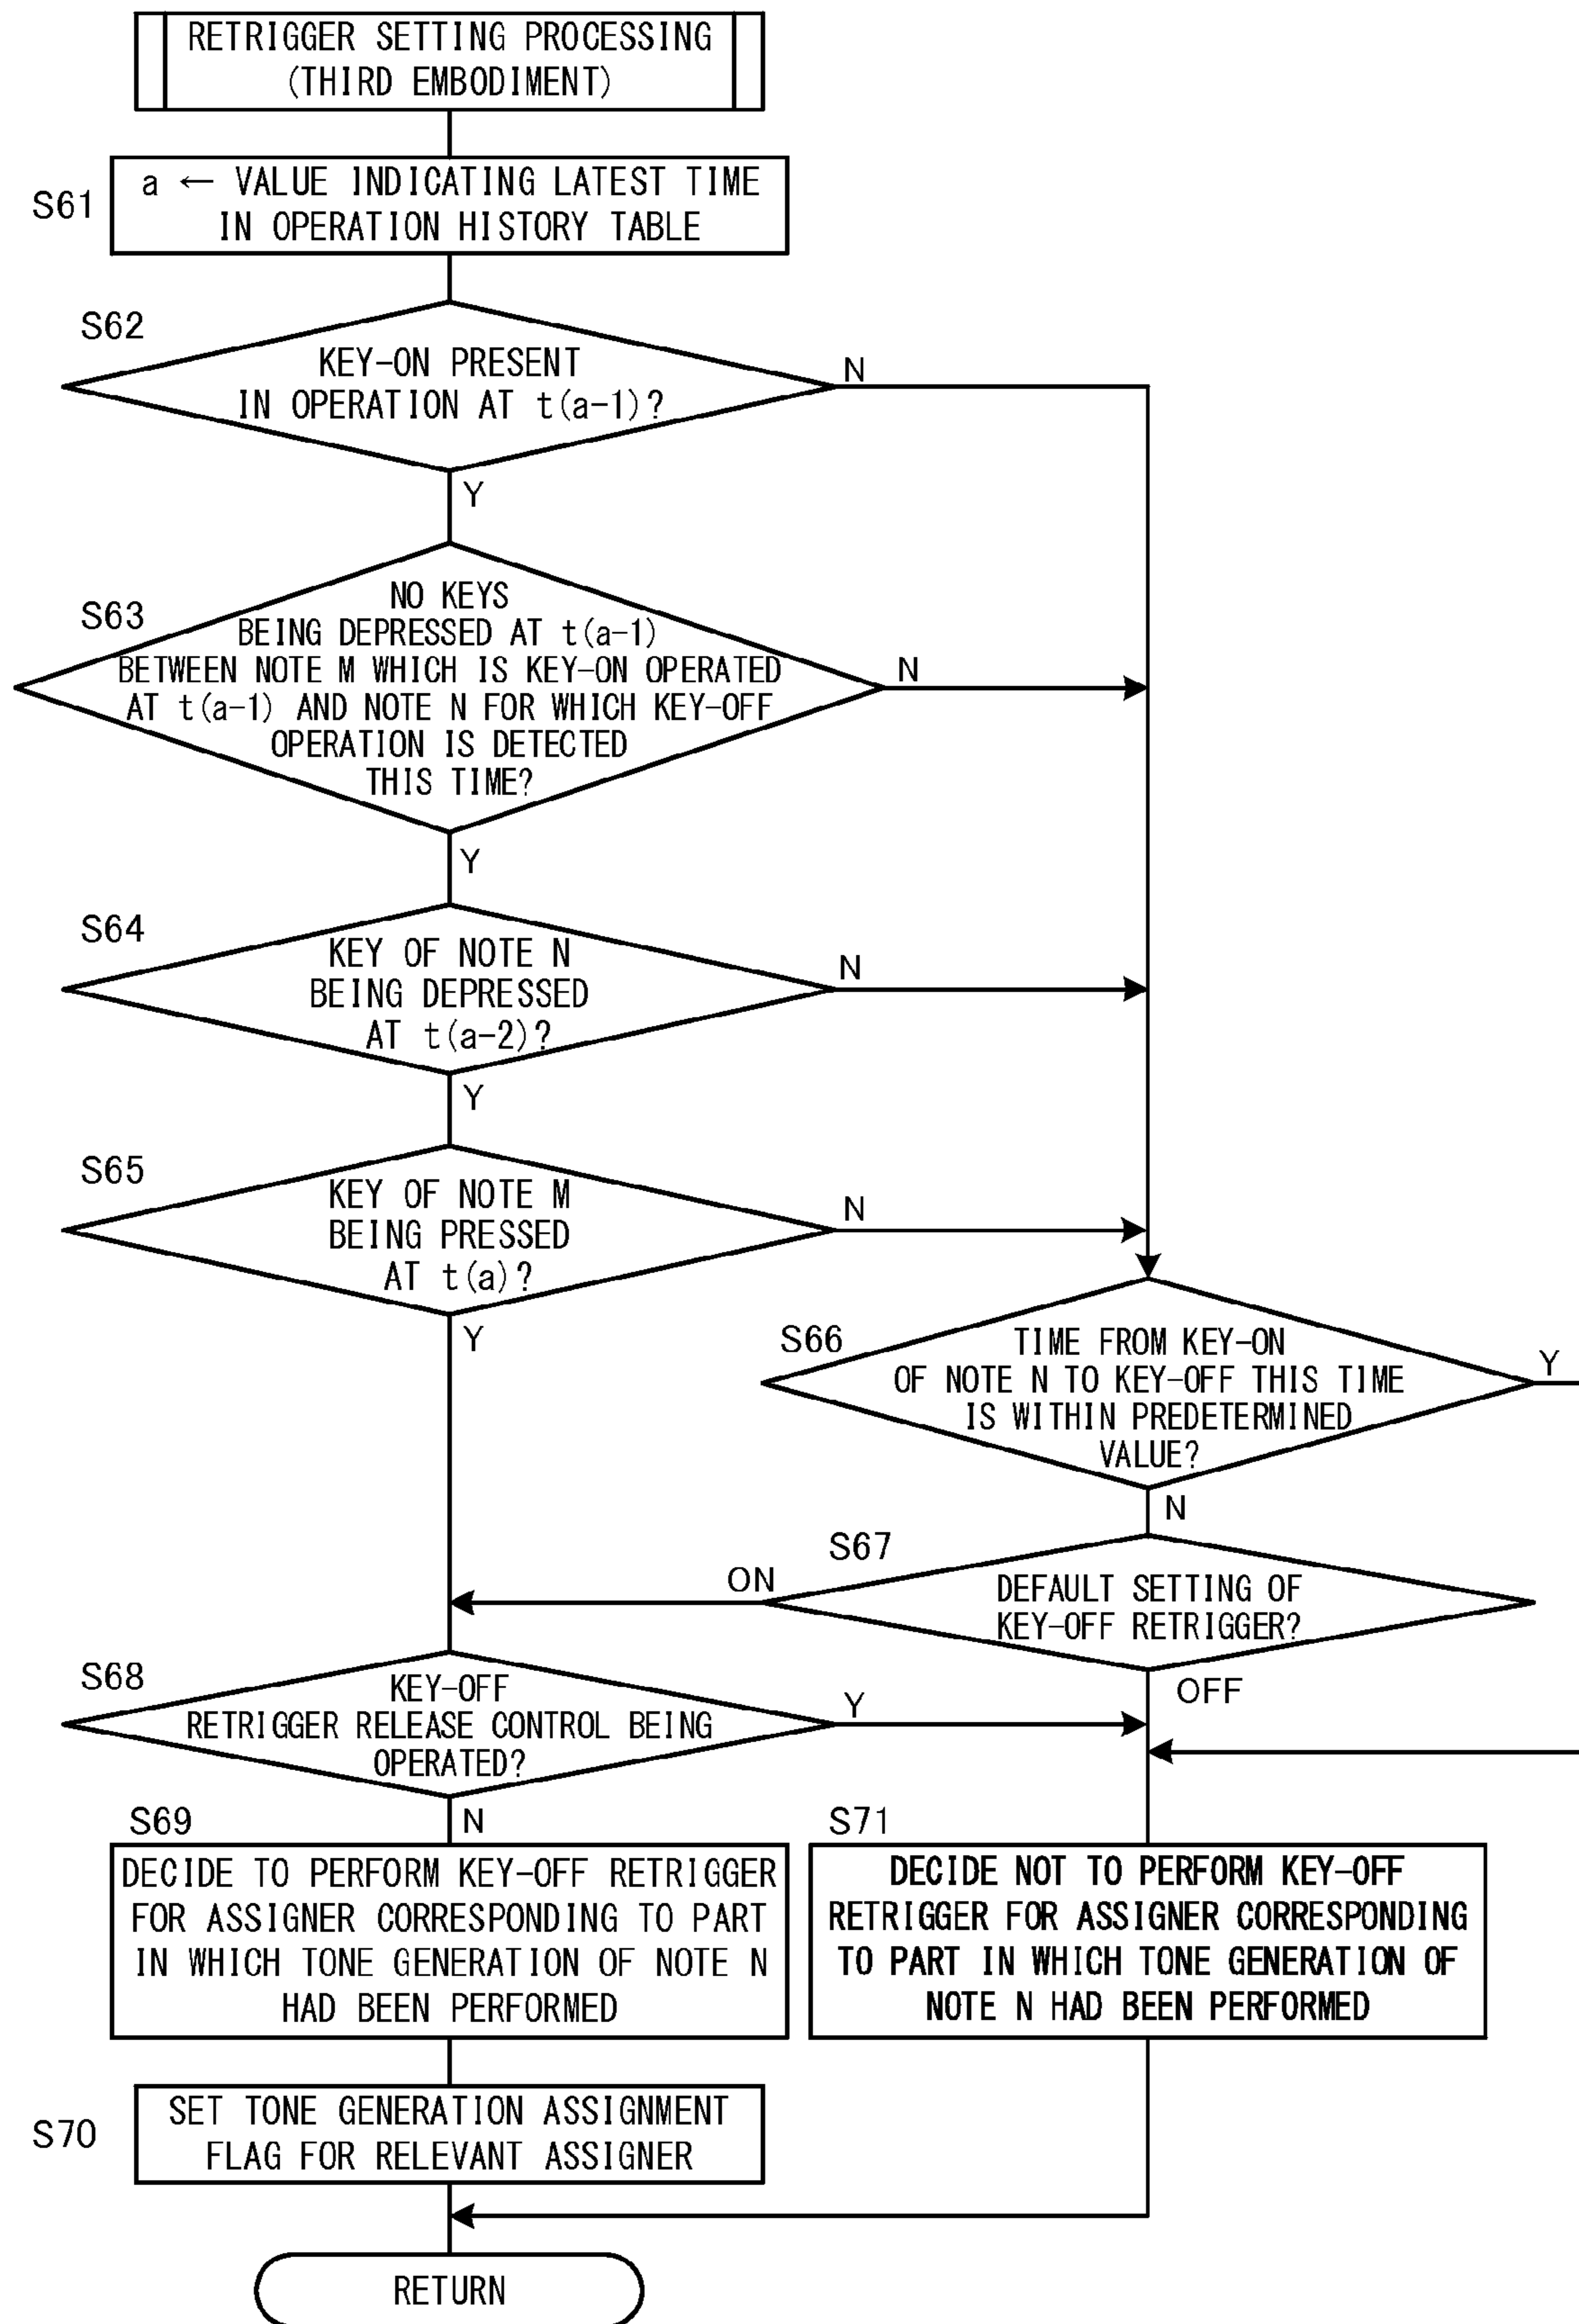 RETRIGGER SETTING PROCESSING
(THIRD EMBODIMENT)
S61
a ← VALUE INDICATING LATEST TIME
IN OPERATION HISTORY TABLE
S62
KEY-ON PRESENT
IN OPERATION AT t(a-1)?
N
Y
S63
NO KEYS
BEING DEPRESSED AT t(a-1)
BETWEEN NOTE M WHICH IS KEY-ON OPERATED
AT t(a-1) AND NOTE N FOR WHICH KEY-OFF
OPERATION IS DETECTED
THIS TIME?
N
Y
S64
KEY OF NOTE N
BEING DEPRESSED
AT t(a-2)?
N
Y
S65
KEY OF NOTE M
BEING PRESSED
AT t(a)?
N
Y
S66
TIME FROM KEY-ON
OF NOTE N TO KEY-OFF THIS TIME
IS WITHIN PREDETERMINED
VALUE?
Y
N
S67
DEFAULT SETTING OF
KEY-OFF RETRIGGER?
ON
OFF
S68
KEY-OFF
RETRIGGER RELEASE CONTROL BEING
OPERATED?
Y
N
S69
DECIDE TO PERFORM KEY-OFF RETRIGGER
FOR ASSIGNER CORRESPONDING TO PART
IN WHICH TONE GENERATION OF NOTE N
HAD BEEN PERFORMED
S71
DECIDE NOT TO PERFORM KEY-OFF
RETRIGGER FOR ASSIGNER CORRESPONDING
TO PART IN WHICH TONE GENERATION OF
NOTE N HAD BEEN PERFORMED
S70
SET TONE GENERATION ASSIGNMENT
FLAG FOR RELEVANT ASSIGNER
RETURN